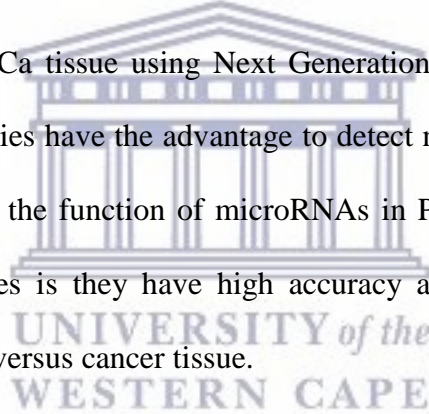 Ca tissue using Next Generation
ies have the advantage to detect
the function of microRNAs in P
es is they have high accuracy a
UNIVERSITY of the
versus cancer tissue.
WESTERN CAPE